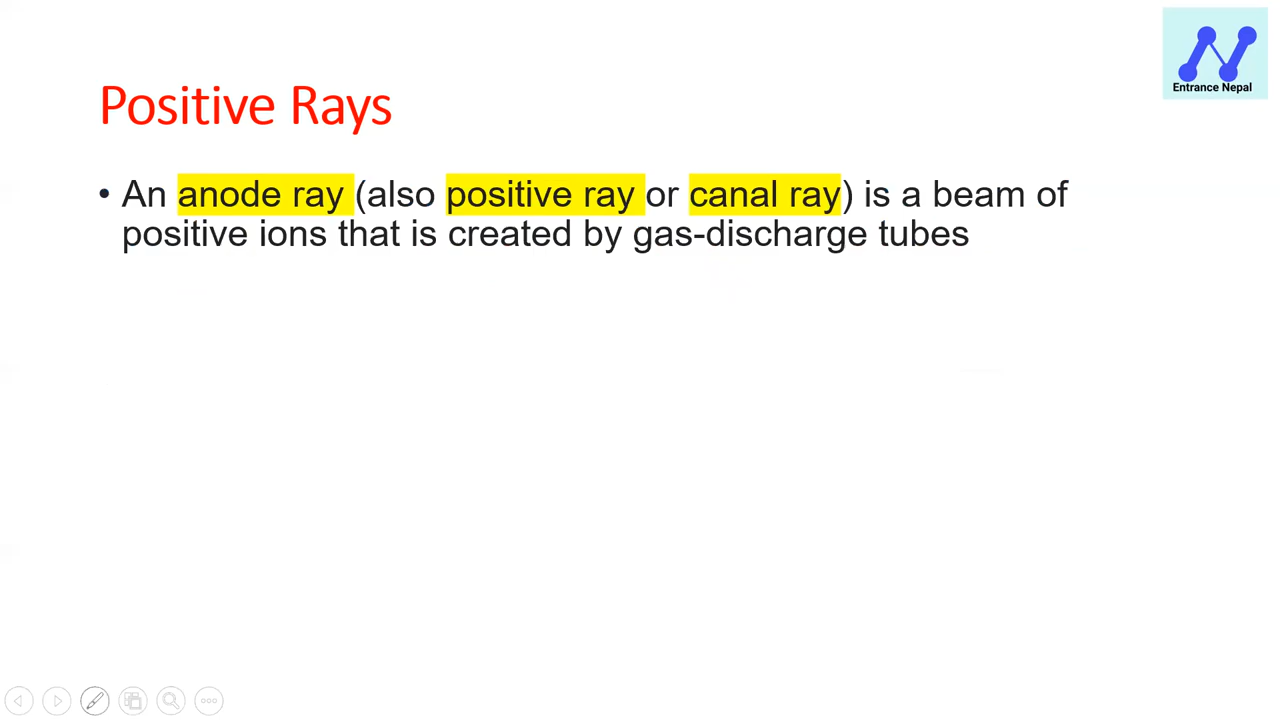 Entrance Nepal
Positive Rays
• An anode ray (also positive ray or canal ray) is a beam of
positive ions that is created by gas-discharge tubes